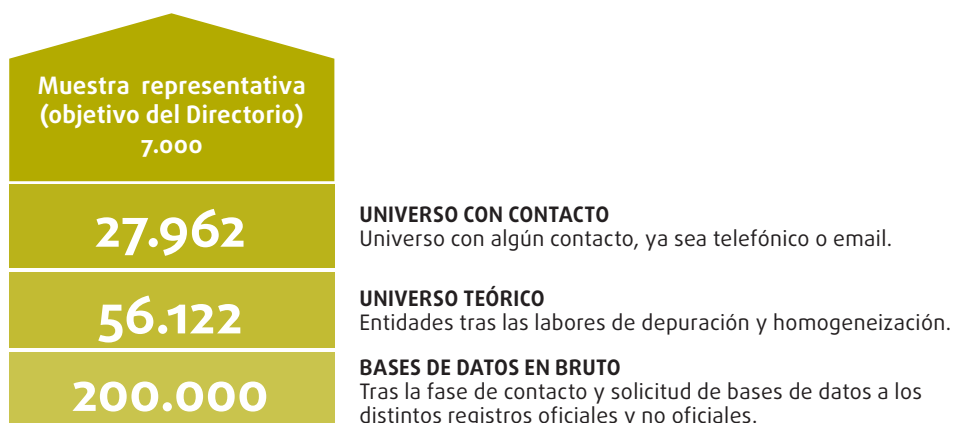 Muestra representativa
(objetivo del Directorio)
7.000
27.962
UNIVERSO CON CONTACTO
Universo con algún contacto, ya sea telefónico o email.
56.122
UNIVERSO TEÓRICO
Entidades tras las labores de depuración y homogeneización.
200.000
BASES DE DATOS EN BRUTO
Tras la fase de contacto y solicitud de bases de datos a los
distintos registros oficiales y no oficiales.